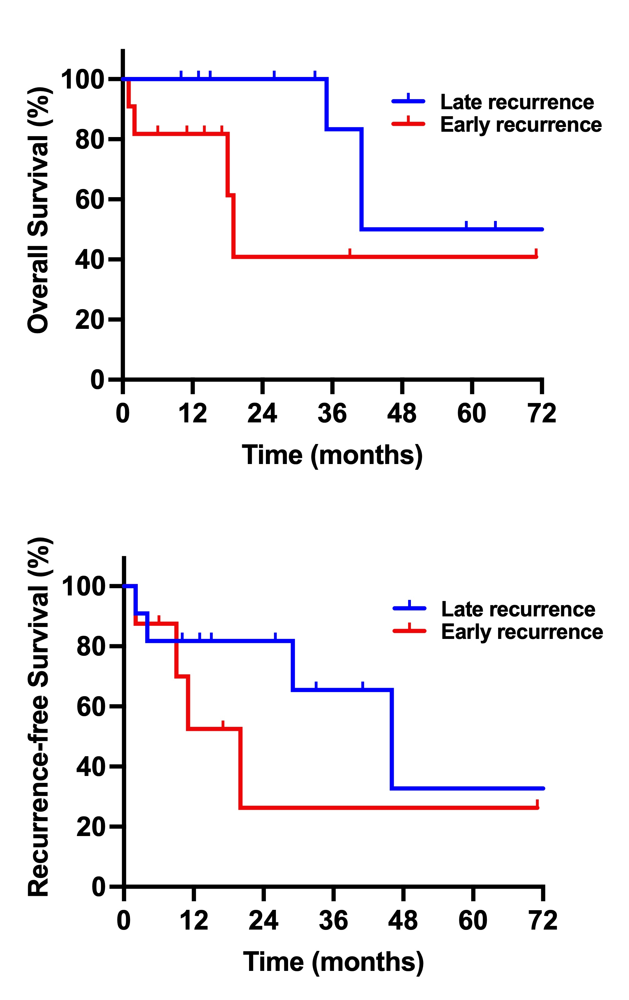 Overall Survival (%)
100
80
60
40
20
0
0 12 24 36 48 60 72
Time (months)
Late recurrence
Early recurrence
Recurrence-free Survival (%)
100
80
60
40
20
0
0 12 24 36 48 60 72
Time (months)
Late recurrence
Early recurrence